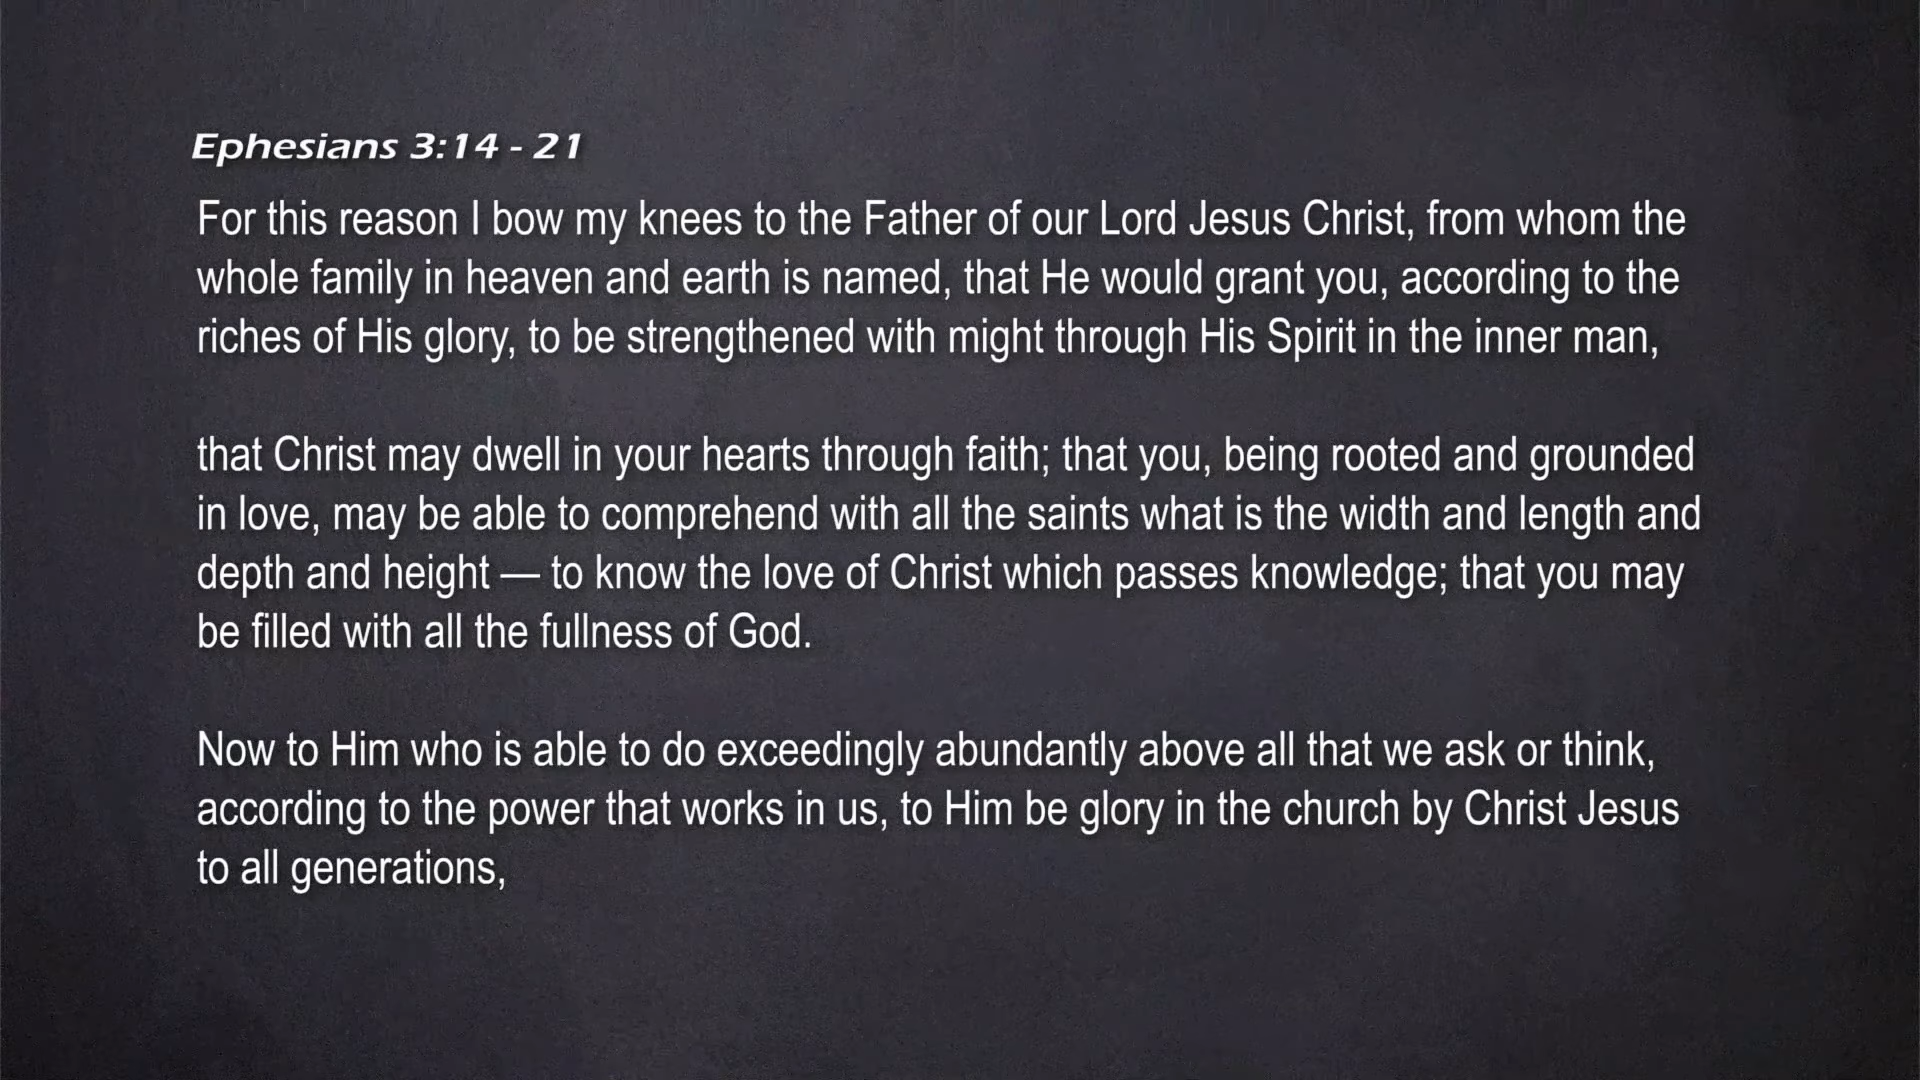 Ephesians 3:14 - 21
For this reason I bow my knees to the Father of our Lord Jesus Christ, from whom the
whole family in heaven and earth is named, that He would grant you, according to the
riches of His glory, to be strengthened with might through His Spirit in the inner man,
that Christ may dwell in your hearts through faith; that you, being rooted and grounded
in love, may be able to comprehend with all the saints what is the width and length and
depth and height — to know the love of Christ which passes knowledge; that you may
be filled with all the fullness of God.
Now to Him who is able to do exceedingly abundantly above all that we ask or think,
according to the power that works in us, to Him be glory in the church by Christ Jesus
to all generations,